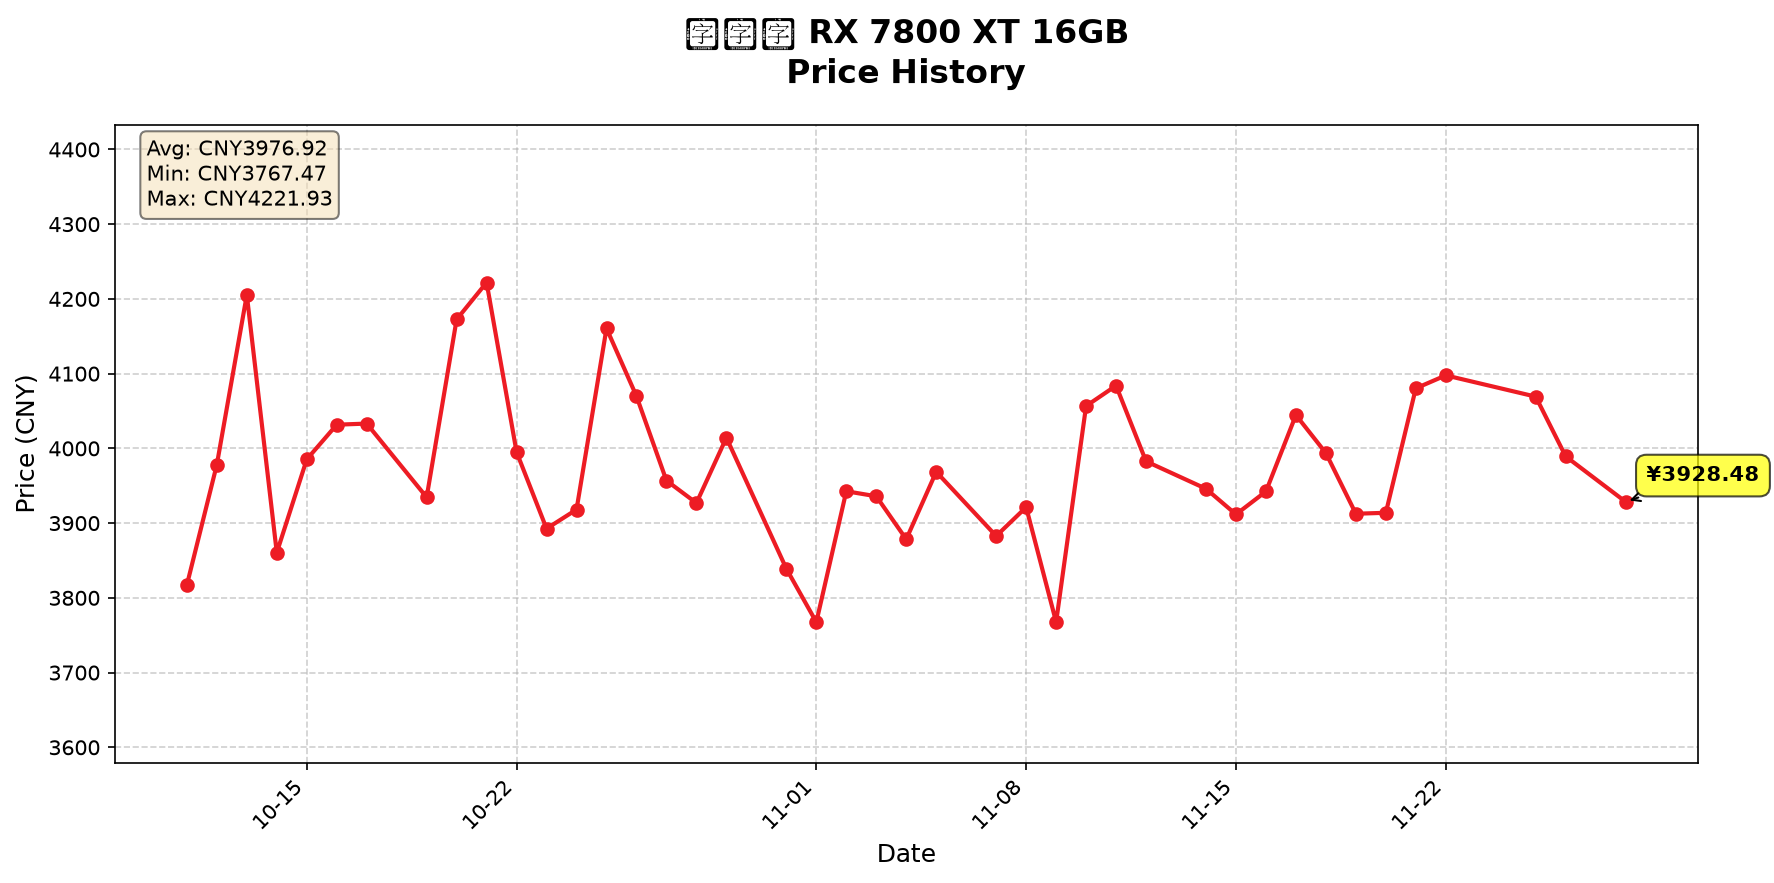 RX 7800 XT 16GB
Price History
Avg: CNY3976.92
Min: CNY3767.47
Max: CNY4221.93
Price (CNY)
4400
4300
4200
4100
4000
3900
3800
3700
3600
¥3928.48
10-15
10-22
11-01
11-08
11-15
11-22
Date